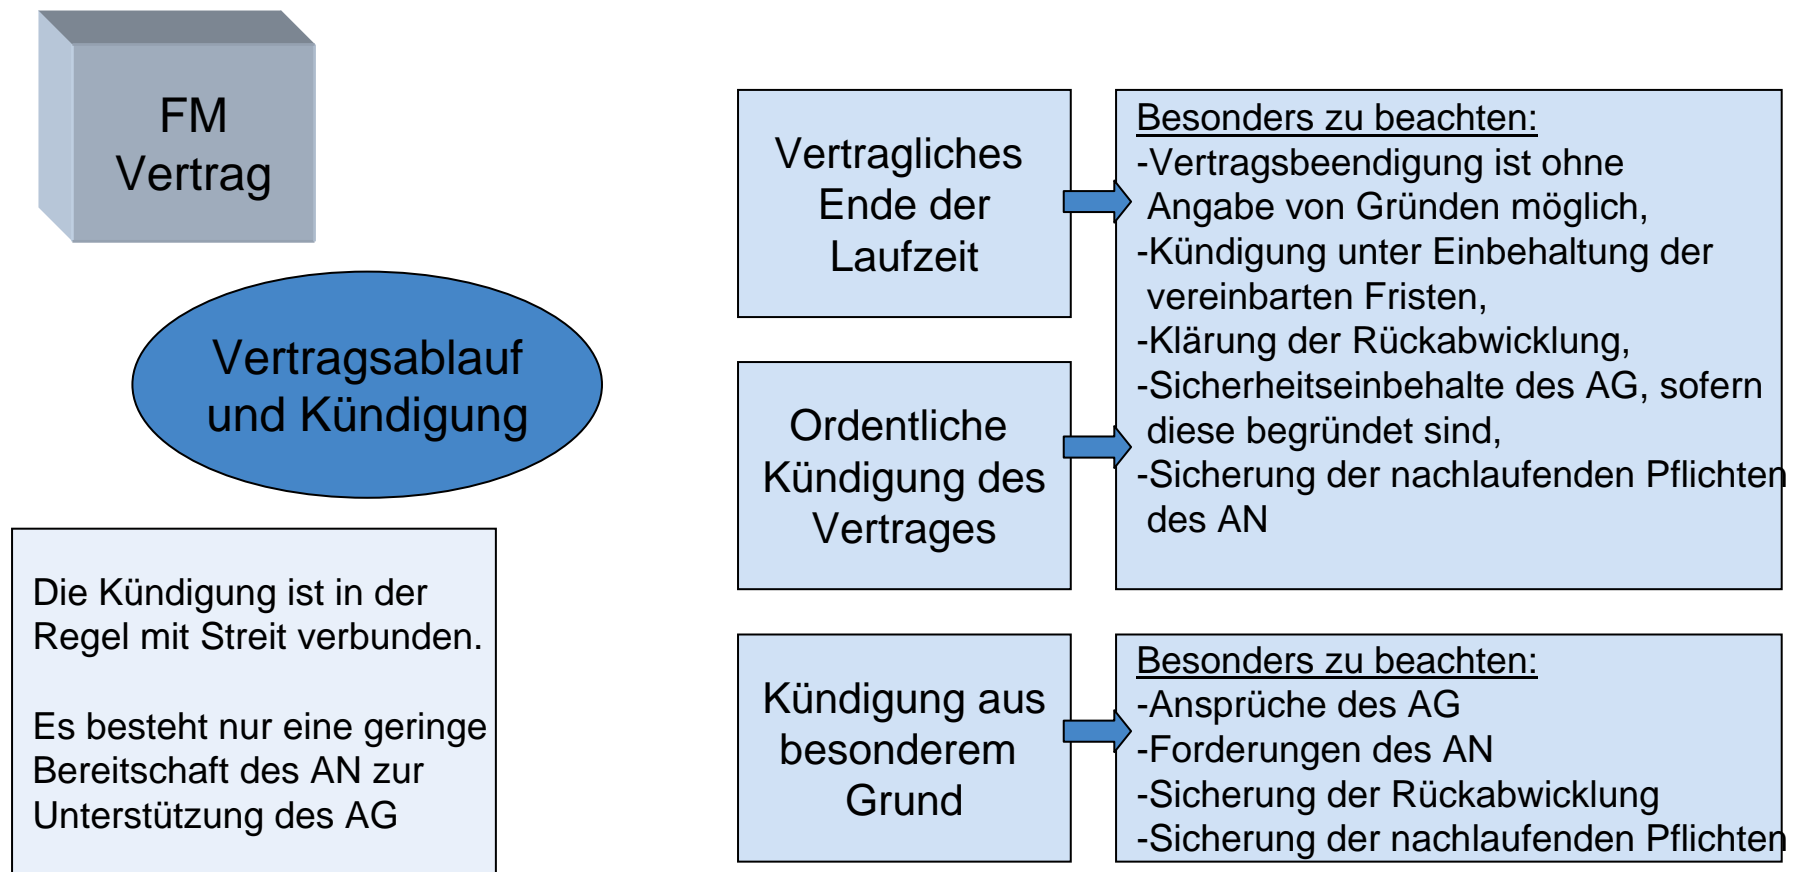 FM
Vertrag
Vertragsablauf
und Kündigung
Die Kündigung ist in der
Regel mit Streit verbunden.
Es besteht nur eine geringe
Bereitschaft des AN zur
Unterstützung des AG
Vertragliches
Ende der
Laufzeit
Ordentliche
Kündigung des
Vertrages
Besonders zu beachten:
-Vertragsbeendigung ist ohne
Angabe von Gründen möglich,
-Kündigung unter Einbehaltung der
vereinbarten Fristen,
-Klärung der Rückabwicklung,
-Sicherheitseinbehalte des AG, sofern
diese begründet sind,
-Sicherung der nachlaufenden Pflichten
des AN
Kündigung aus
besonderem
Grund
Besonders zu beachten:
-Ansprüche des AG
-Forderungen des AN
-Sicherung der Rückabwicklung
-Sicherung der nachlaufenden Pflichten